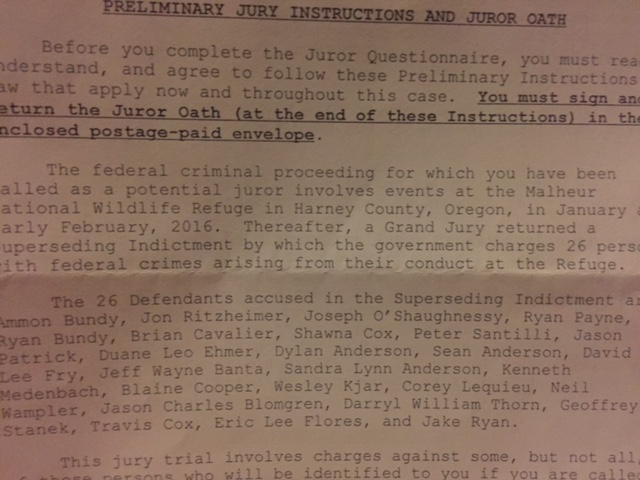 PRELIMINARY JURY INSTRUCTIONS AND JUROR OATH
Before you complete the Juror Questionnaire, you must rea
nderstand, and agree to follow these Preliminary Instructions
aw that apply now and throughout this case. You must sign an
eturn the Juror Oath (at the end of these Instructions) in the
nclosed postage-paid envelope.
The federal criminal proceeding for which you have been
alled as a potential juror involves events at the Malheur
ational Wildlife Refuge in Harney County, Oregon, in January a
arly February, 2016. Thereafter, a Grand Jury returned a
uperseding Indictment by which the government charges 26 perso
ith federal crimes arising from their conduct at the Refuge.
The 26 Defendants accused in the Superseding Indictment ar
Ammon Bundy, Jon Ritzheimer, Joseph O'Shaughnessy, Ryan Payne,
Ryan Bundy, Brian Cavalier, Shawna Cox, Peter Santilli, Jason
Patrick, Duane Leo Ehmer, Dylan Anderson, Sean Anderson, David
Lee Fry, Jeff Wayne Banta, Sandra Lynn Anderson, Kenneth
Medenbach, Blaine Cooper, Wesley Kjar, Corey Lequieu, Neil
Wampler, Jason Charles Blomgren, Darryl William Thorn, Geoffrey
Stanek, Travis Cox, Eric Lee Flores, and Jake Ryan.
This jury trial involves charges against some, but not all,
f those persons who will be identified to you if you are calle